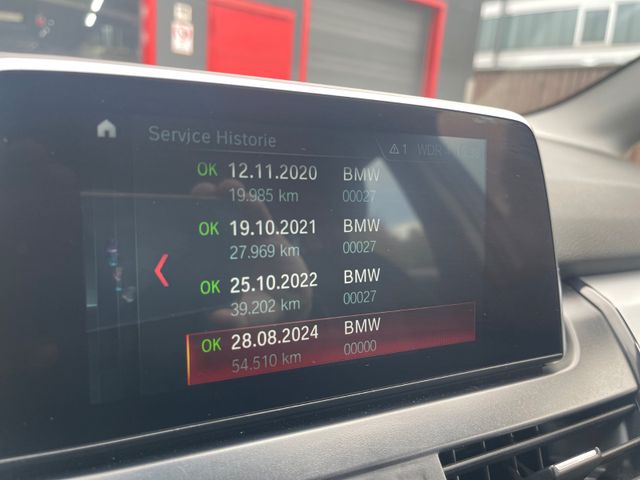 Service Historie
1 WDR
OK 12.11.2020 BMW
19.985 km 00027
OK 19.10.2021 BMW
27.969 km 00027
OK 25.10.2022 BMW
39.202 km 00027
OK 28.08.2024 BMW
54.510 km 00000